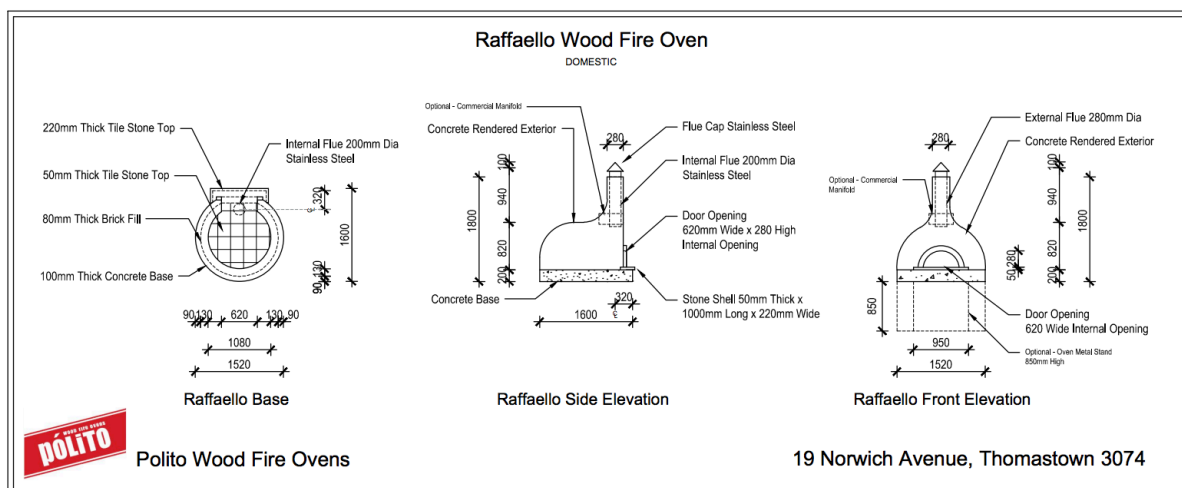 Raffaello Wood Fire Oven
DOMESTIC
220mm Thick Tile Stone Top
50mm Thick Tile Stone Top
80mm Thick Brick Fill
100mm Thick Concrete Base
Internal Flue 200mm Dia
Stainless Steel
320
1600
130
90
90
130
620
130
90
1080
1520
Raffaello Base
Optional - Commercial Manifold
Concrete Rendered Exterior
280
Flue Cap Stainless Steel
Internal Flue 200mm Dia
Stainless Steel
Door Opening
620mm Wide x 280 High
Internal Opening
100
940
1800
820
200
Concrete Base
320
1600
Stone Shell 50mm Thick x
1000mm Long x 220mm Wide
Raffaello Side Elevation
280
External Flue 280mm Dia
Concrete Rendered Exterior
Optional - Commercial
Manifold
100
940
1800
820
200
280
50
850
Door Opening
620 Wide Internal Opening
Optional - Oven Metal Stand
850mm High
950
1520
Raffaello Front Elevation
WOOD FIRE OVENS
PÓLITO
Polito Wood Fire Ovens
19 Norwich Avenue, Thomastown 3074